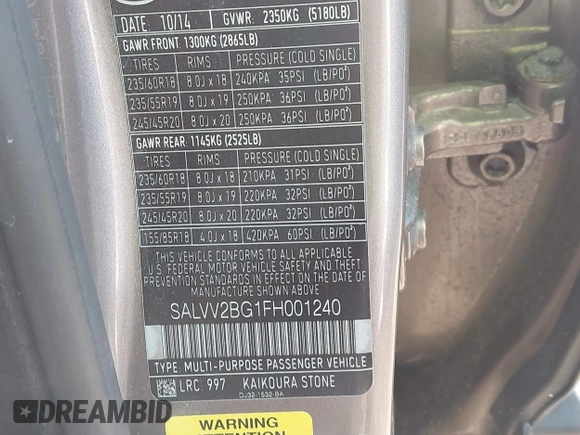 DATE: 10/14 GVWR: 2350KG (5180LB)
GAWR FRONT: 1300KG (2865LB)
TIRES RIMS PRESSURE (COLD SINGLE)
235/60R18 8.0J x 18 240KPA 35PSI (LB/PO²)
235/55R19 8.0J x 19 250KPA 36PSI (LB/PO²)
245/45R20 8.0J x 20 250KPA 36PSI (LB/PO²)
GAWR REAR: 1145KG (2525LB)
TIRES RIMS PRESSURE (COLD SINGLE)
235/60R18 8.0J x 18 210KPA 31PSI (LB/PO²)
235/55R19 8.0J x 19 220KPA 32PSI (LB/PO²)
245/45R20 8.0J x 20 220KPA 32PSI (LB/PO²)
155/85R18 4.0J x 18 420KPA 60PSI (LB/PO²)
THIS VEHICLE CONFORMS TO ALL APPLICABLE
U.S. FEDERAL MOTOR VEHICLE SAFETY AND
THEFT PREVENTION STANDARDS IN EFFECT ON
THE DATE OF MANUFACTURE SHOWN ABOVE.
SALVV2BG1FH001240
TYPE: MULTI-PURPOSE PASSENGER VEHICLE
LRC: 997 KAIKOURA STONE
DJ32-1532-BA
WARNING
ATTENTION
DREAMBID